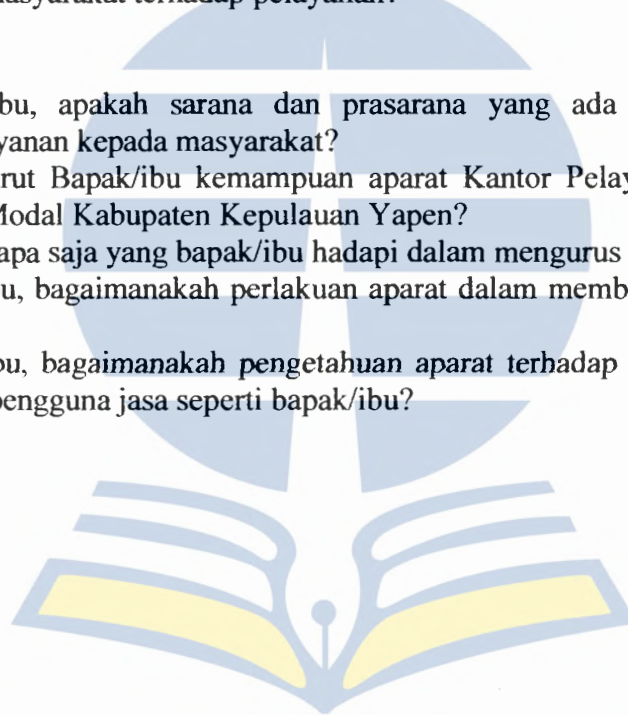 terhadap pelayanan?
ibu, apakah sarana dan prasarana yang ada
yanan kepada masyarakat?
rut Bapak/ibu kemampuan aparat Kantor Pelay
Modal Kabupaten Kepulauan Yapen?
apa saja yang bapak/ibu hadapi dalam mengurus
u, bagaimanakah perlakuan aparat dalam memb
bu, bagaimanakah pengetahuan aparat terhadap
pengguna jasa seperti bapak/ibu?